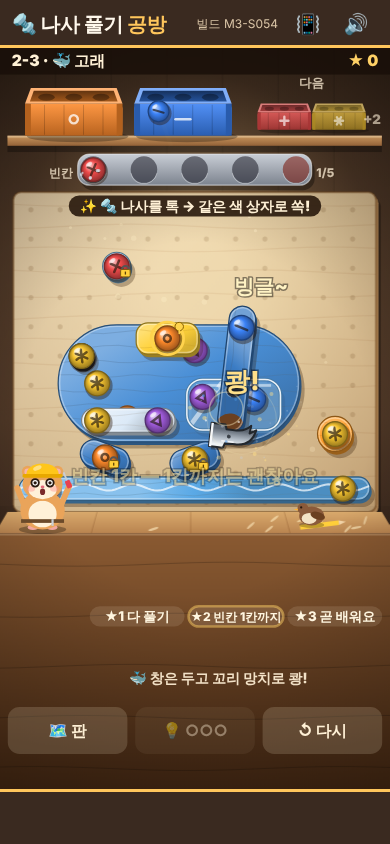 🔩 나사 풀기 공방 빌드 M3-S054 📳 🔊
2-3 · 🐳 고래 ★ 0
다음
+2
빈칸 1/5
✨ 🔩 나사를 톡 → 같은 색 상자로 쏙!
빙글~
쾅!
빈칸 1칸 — 1칸까지는 괜찮아요
★1 다 풀기 ★2 빈칸 1칸까지 ★3 곧 배워요
🐳 창은 두고 꼬리 망치로 쾅!
🗺️ 판 💡 ○○○ ↺ 다시